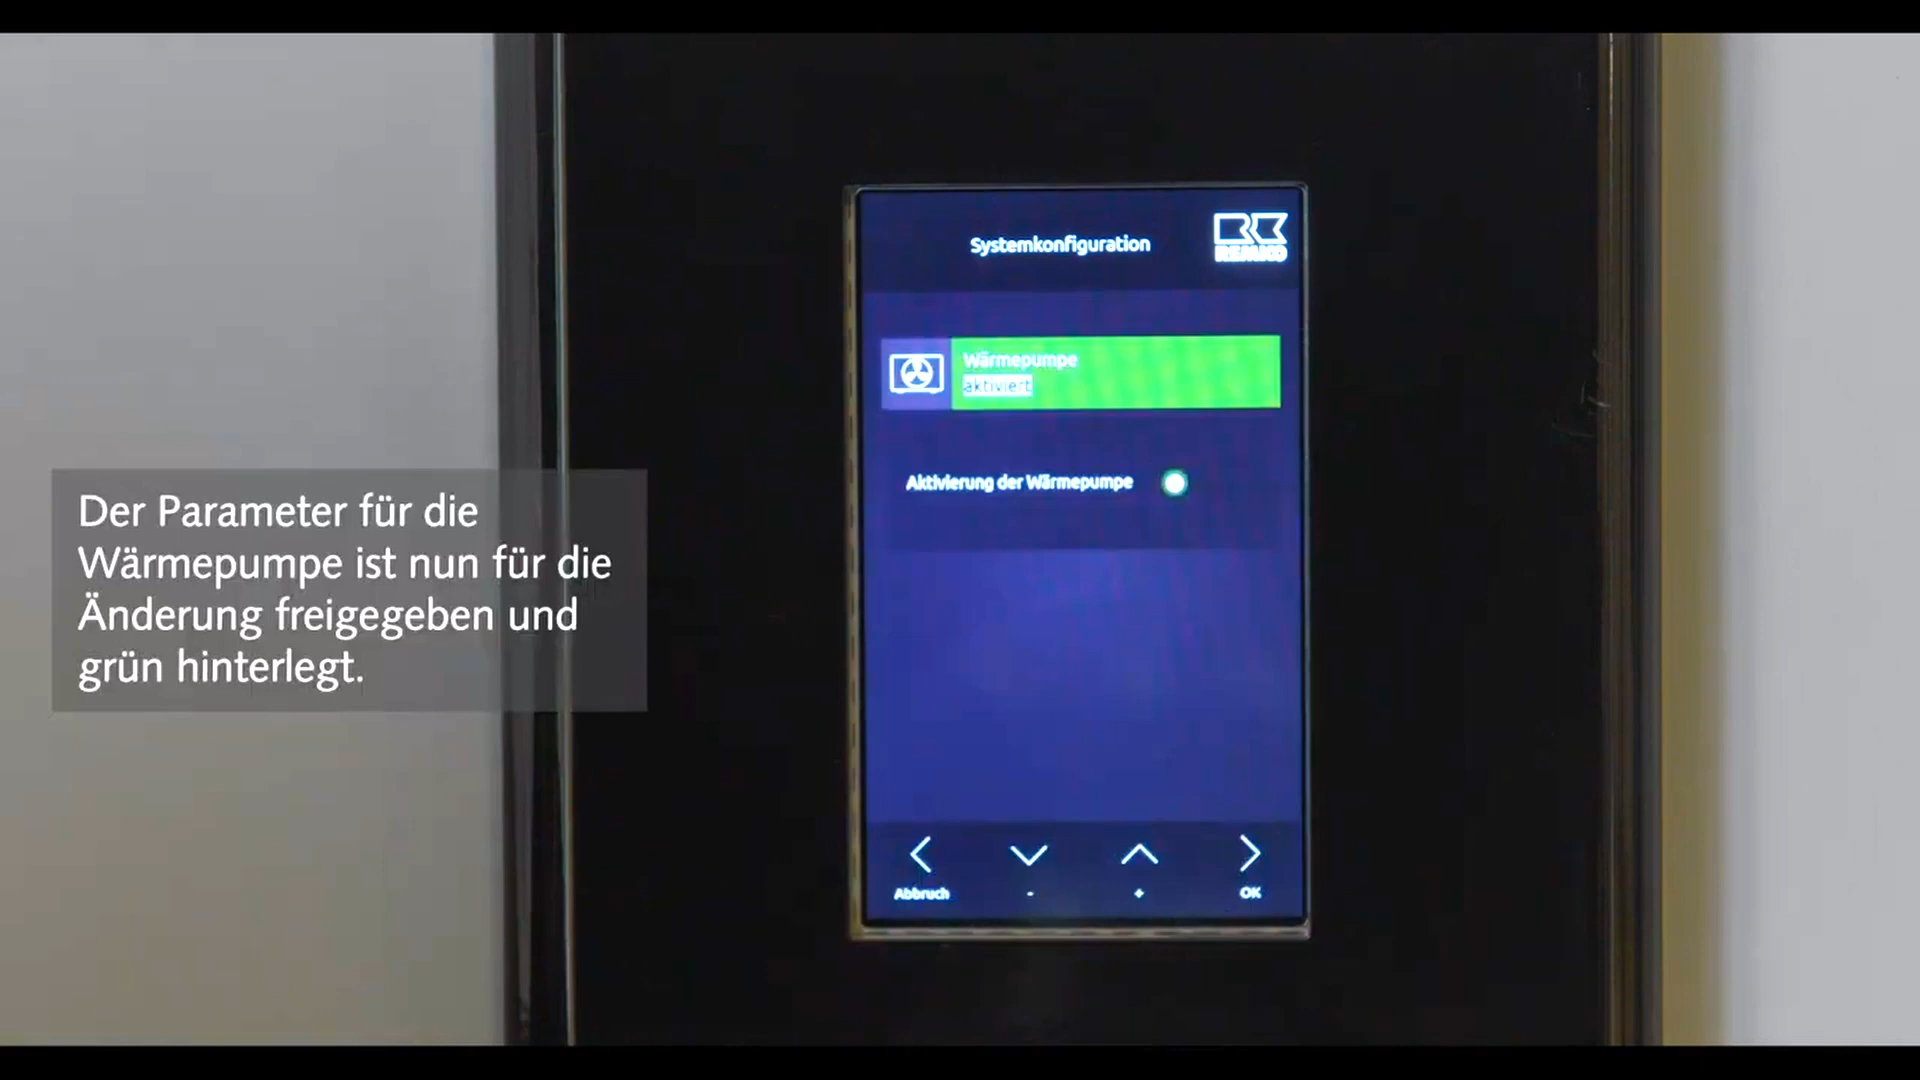 Systemkonfiguration
REMKO
Wärmepumpe
aktiviert
Aktivierung der Wärmepumpe
Der Parameter für die
Wärmepumpe ist nun für die
Änderung freigegeben und
grün hinterlegt.
Abbruch - + OK